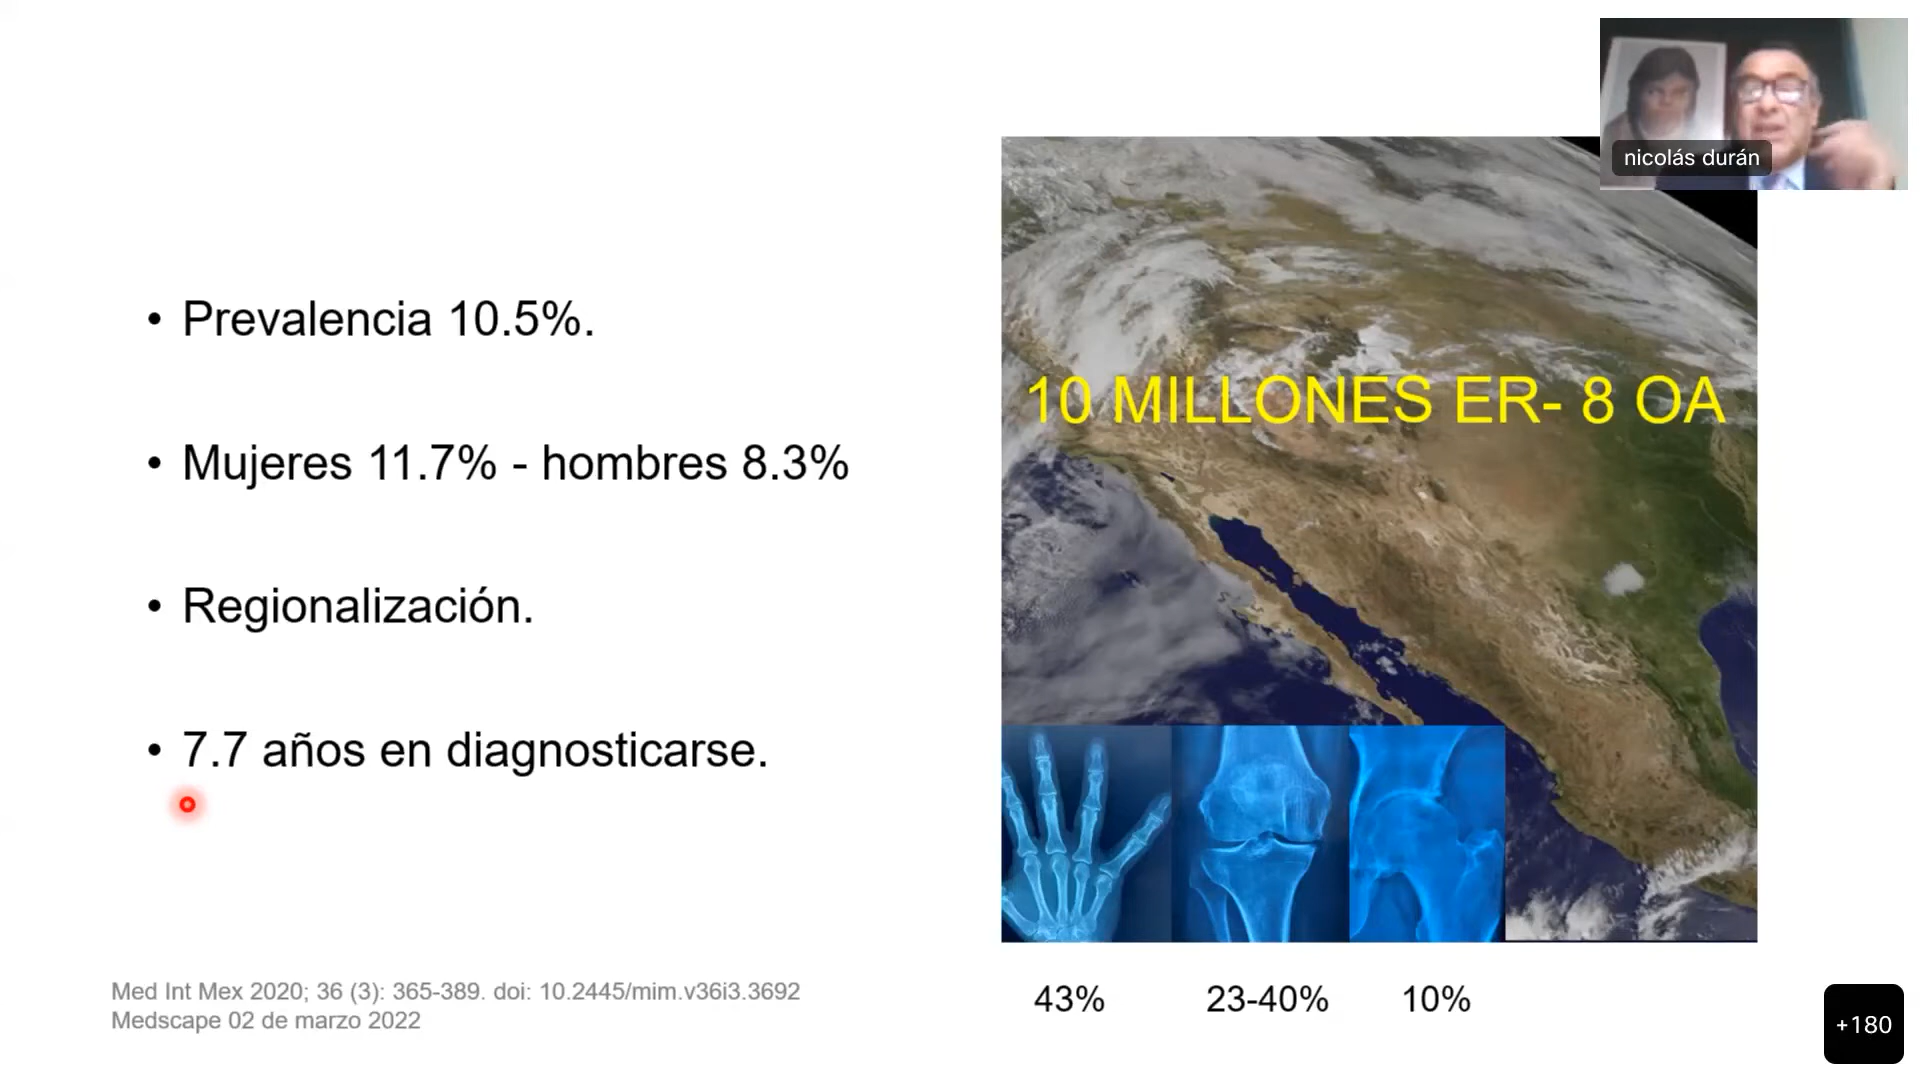 nicolás durán
• Prevalencia 10.5%.
• Mujeres 11.7% - hombres 8.3%
• Regionalización.
• 7.7 años en diagnosticarse.
10 MILLONES ER- 8 OA
43%
23-40%
10%
Med Int Mex 2020; 36 (3): 365-389. doi: 10.2445/mim.v36i3.3692
Medscape 02 de marzo 2022
+180